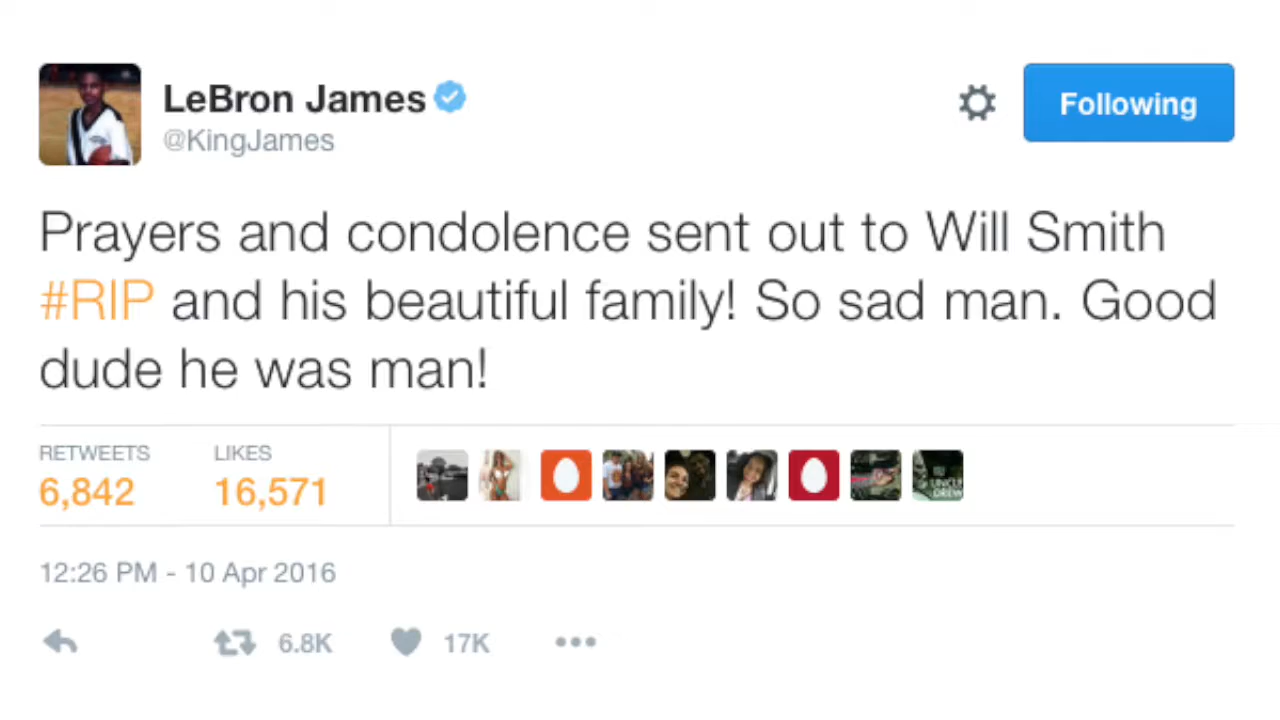 LeBron James
@KingJames
Following
Prayers and condolence sent out to Will Smith
#RIP and his beautiful family! So sad man. Good
dude he was man!
RETWEETS LIKES
6,842 16,571
UNCLE
DREW
12:26 PM - 10 Apr 2016
6.8K 17K